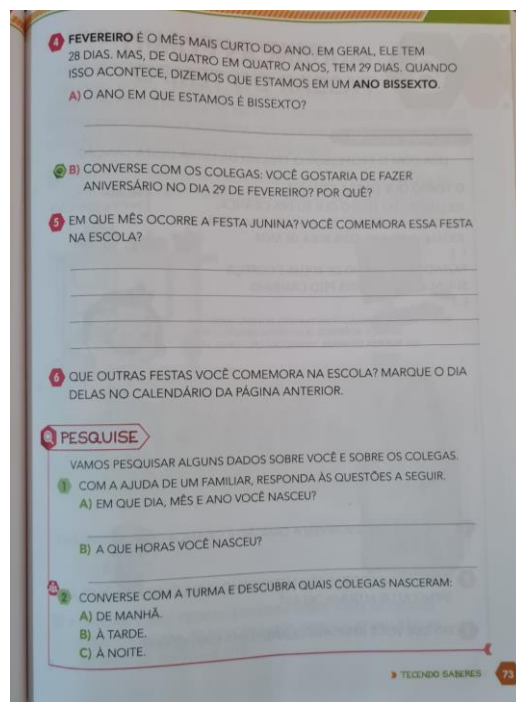 4 FEVEREIRO É O MÊS MAIS CURTO DO ANO. EM GERAL, ELE TEM
28 DIAS. MAS, DE QUATRO EM QUATRO ANOS, TEM 29 DIAS. QUANDO
ISSO ACONTECE, DIZEMOS QUE ESTAMOS EM UM ANO BISSEXTO.
A) O ANO EM QUE ESTAMOS É BISSEXTO?
B) CONVERSE COM OS COLEGAS: VOCÊ GOSTARIA DE FAZER
ANIVERSÁRIO NO DIA 29 DE FEVEREIRO? POR QUÊ?
5 EM QUE MÊS OCORRE A FESTA JUNINA? VOCÊ COMEMORA ESSA FESTA
NA ESCOLA?
6 QUE OUTRAS FESTAS VOCÊ COMEMORA NA ESCOLA? MARQUE O DIA
DELAS NO CALENDÁRIO DA PÁGINA ANTERIOR.
PESQUISE
VAMOS PESQUISAR ALGUNS DADOS SOBRE VOCÊ E SOBRE OS COLEGAS.
1 COM A AJUDA DE UM FAMILIAR, RESPONDA ÀS QUESTÕES A SEGUIR.
A) EM QUE DIA, MÊS E ANO VOCÊ NASCEU?
B) A QUE HORAS VOCÊ NASCEU?
2 CONVERSE COM A TURMA E DESCUBRA QUAIS COLEGAS NASCERAM:
A) DE MANHÃ.
B) À TARDE.
C) À NOITE.
TECENDO SABERES 73